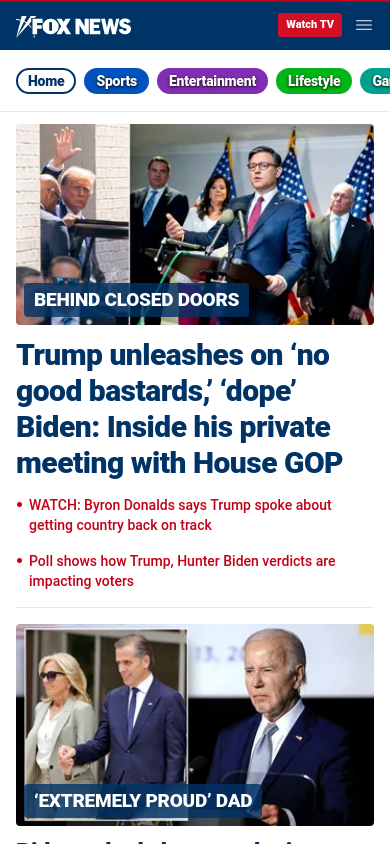 FOX NEWS
Watch TV
Home
Sports
Entertainment
Lifestyle
BEHIND CLOSED DOORS
Trump unleashes on ‘no
good bastards,’ ‘dope’
Biden: Inside his private
meeting with House GOP
• WATCH: Byron Donalds says Trump spoke about
getting country back on track
• Poll shows how Trump, Hunter Biden verdicts are
impacting voters
13, 20
‘EXTREMELY PROUD’ DAD